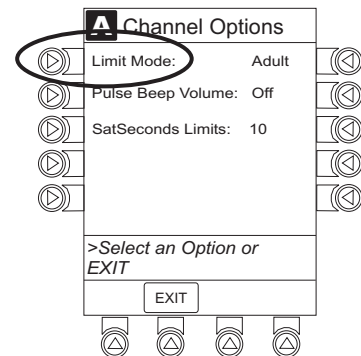 A Channel Options
Limit Mode: Adult
Pulse Beep Volume: Off
SatSeconds Limits: 10
>Select an Option or
EXIT
EXIT